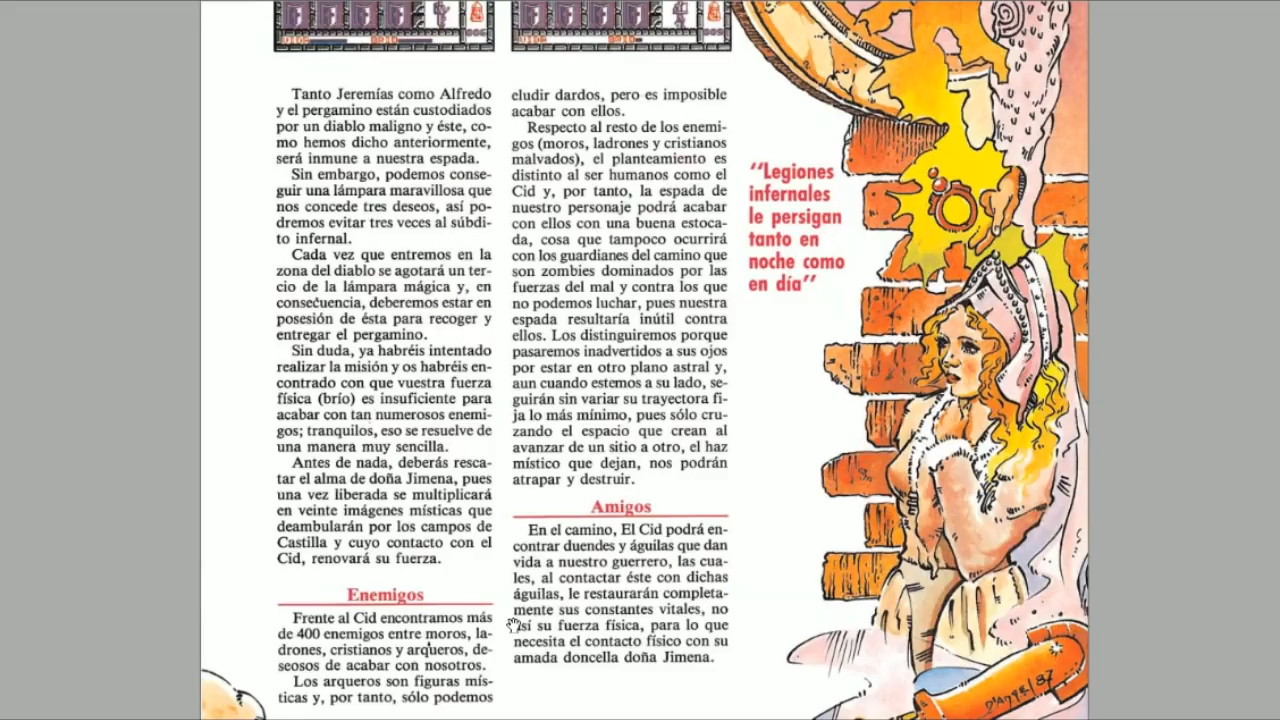 VIDA
BRIO
VIDA
BRIO
Tanto Jeremías como Alfredo
y el pergamino están custodiados
por un diablo maligno y éste, co-
mo hemos dicho anteriormente,
será inmune a nuestra espada.
Sin embargo, podemos conse-
guir una lámpara maravillosa que
nos concede tres deseos, así po-
dremos evitar tres veces al súbdi-
to infernal.
Cada vez que entremos en la
zona del diablo se agotará un ter-
cio de la lámpara mágica y, en
consecuencia, deberemos estar en
posesión de ésta para recoger y
entregar el pergamino.
Sin duda, ya habréis intentado
realizar la misión y os habréis en-
contrado con que vuestra fuerza
física (brío) es insuficiente para
acabar con tan numerosos enemi-
gos; tranquilos, eso se resuelve de
una manera muy sencilla.
Antes de nada, deberás resca-
tar el alma de doña Jimena, pues
una vez liberada se multiplicará
en veinte imágenes místicas que
deambularán por los campos de
Castilla y cuyo contacto con el
Cid, renovará su fuerza.
Enemigos
Frente al Cid encontramos más
de 400 enemigos entre moros, la-
drones, cristianos y arqueros, de-
seosos de acabar con nosotros.
Los arqueros son figuras mís-
ticas y, por tanto, sólo podemos
eludir dardos, pero es imposible
acabar con ellos.
Respecto al resto de los enemi-
gos (moros, ladrones y cristianos
malvados), el planteamiento es
distinto al ser humanos como el
Cid y, por tanto, la espada de
nuestro personaje podrá acabar
con ellos con una buena estoca-
da, cosa que tampoco ocurrirá
con los guardianes del camino que
son zombies dominados por las
fuerzas del mal y contra los que
no podemos luchar, pues nuestra
espada resultaría inútil contra
ellos. Los distinguiremos porque
pasaremos inadvertidos a sus ojos
por estar en otro plano astral y,
aun cuando estemos a su lado, se-
guirán sin variar su trayectora fi-
ja lo más mínimo, pues sólo cru-
zando el espacio que crean al
avanzar de un sitio a otro, el haz
místico que dejan, nos podrán
atrapar y destruir.
Amigos
En el camino, El Cid podrá en-
contrar duendes y águilas que dan
vida a nuestro guerrero, las cua-
les, al contactar éste con dichas
águilas, le restaurarán completa-
mente sus constantes vitales, no
así su fuerza física, para lo que
necesita el contacto físico con su
amada doncella doña Jimena.
"Legiones
infernales
le persigan
tanto en
noche como
en día"